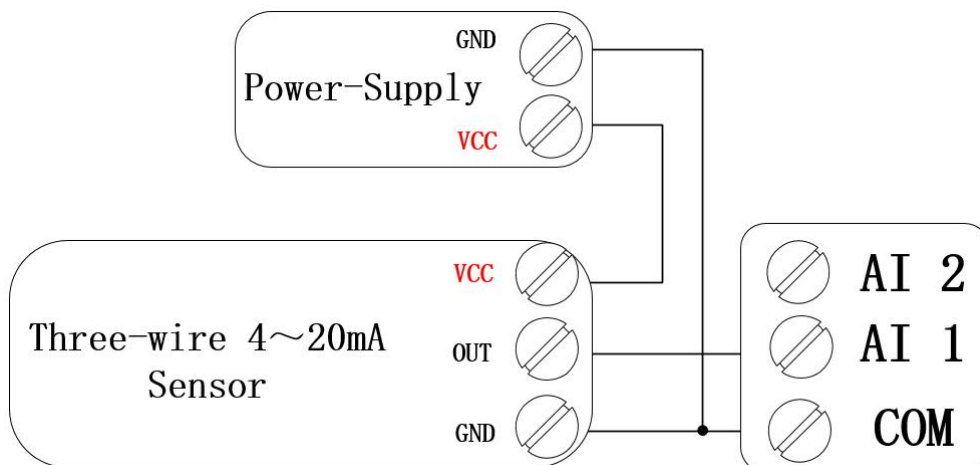 GND
Power-Supply
VCC
VCC
Three-wire 4～20mA
Sensor
OUT
GND
AI 2
AI 1
COM